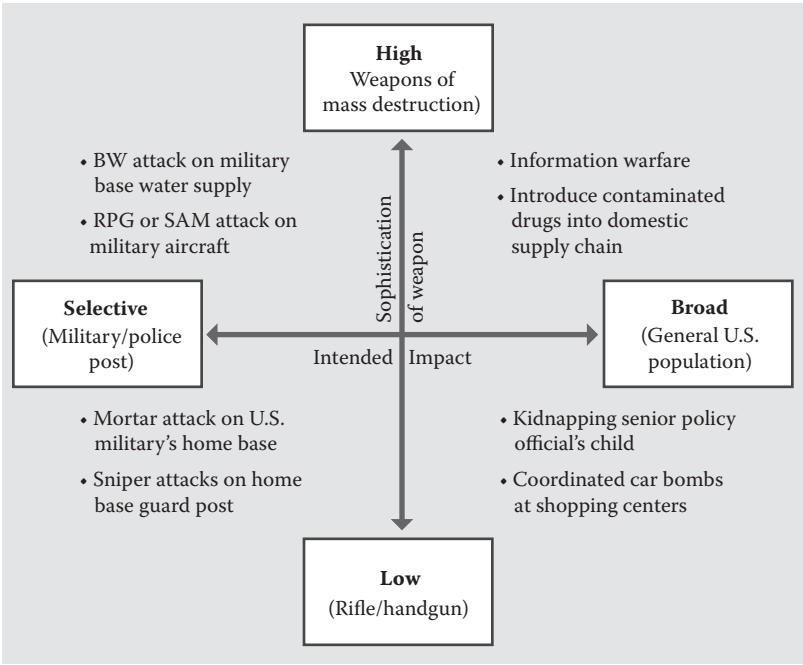 High
Weapons of
mass destruction)
• BW attack on military
base water supply
• RPG or SAM attack on
military aircraft
• Information warfare
• Introduce contaminated
drugs into domestic
supply chain
Sophistication
of weapon
Selective
(Military/police
post)
Broad
(General U.S.
population)
Intended Impact
• Mortar attack on U.S.
military’s home base
• Sniper attacks on home
base guard post
• Kidnapping senior policy
official’s child
• Coordinated car bombs
at shopping centers
Low
(Rifle/handgun)